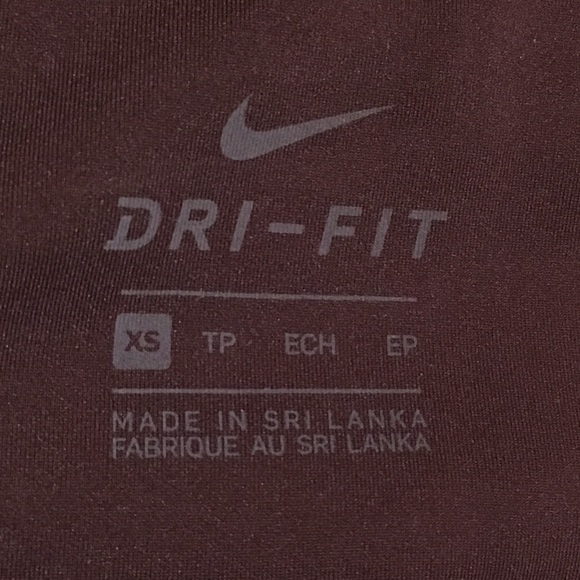 DRI-FIT
XS TP ECH EP
MADE IN SRI LANKA
FABRIQUE AU SRI LANKA